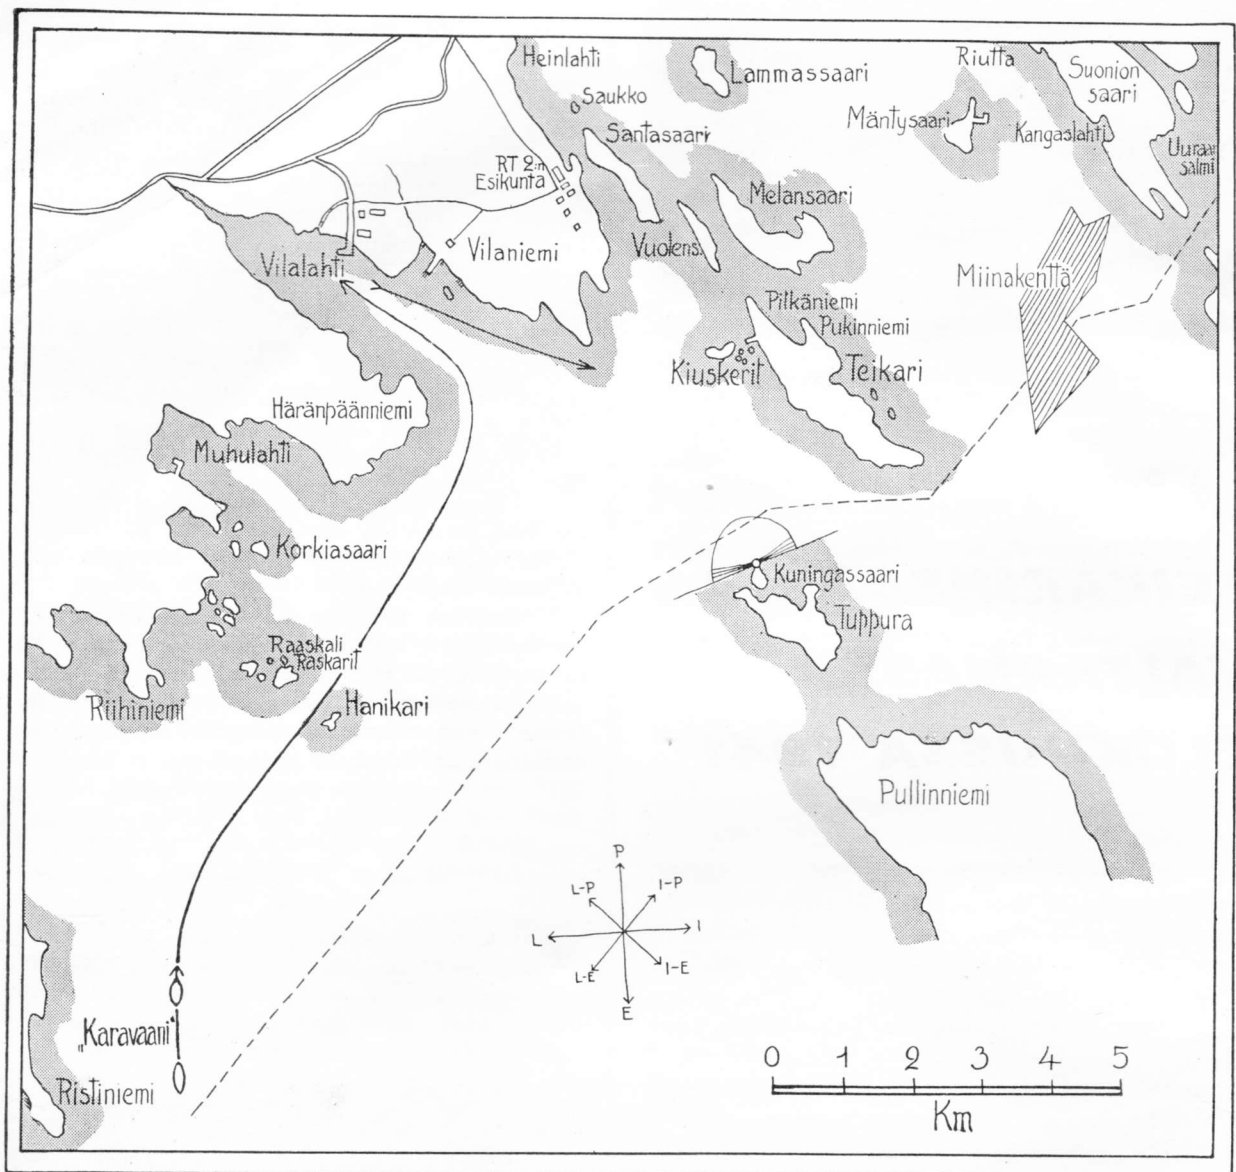 Heinlahti
Lammassaari
Riutta
Suonion
saari
Saukko
Mäntysaari
Kangaslahti
Santasaari
Uuraan
salmi
RT 2:n
Esikunta
Melansaari
Vilalahti
Vilaniemi
Vuolens.
Miinakenttä
Pitkäniemi
Pukinniemi
Kiuskerit
Teikari
Häränpäänniemi
Muhulahti
Korkiasaari
Kuningassaari
Tuppura
Raaskali
Raskarit
Riihiniemi
Hanikari
Pullinniemi
P
L-P
I-P
L
I
L-E
I-E
E
"Karavaani"
Ristiniemi
0 1 2 3 4 5
Km